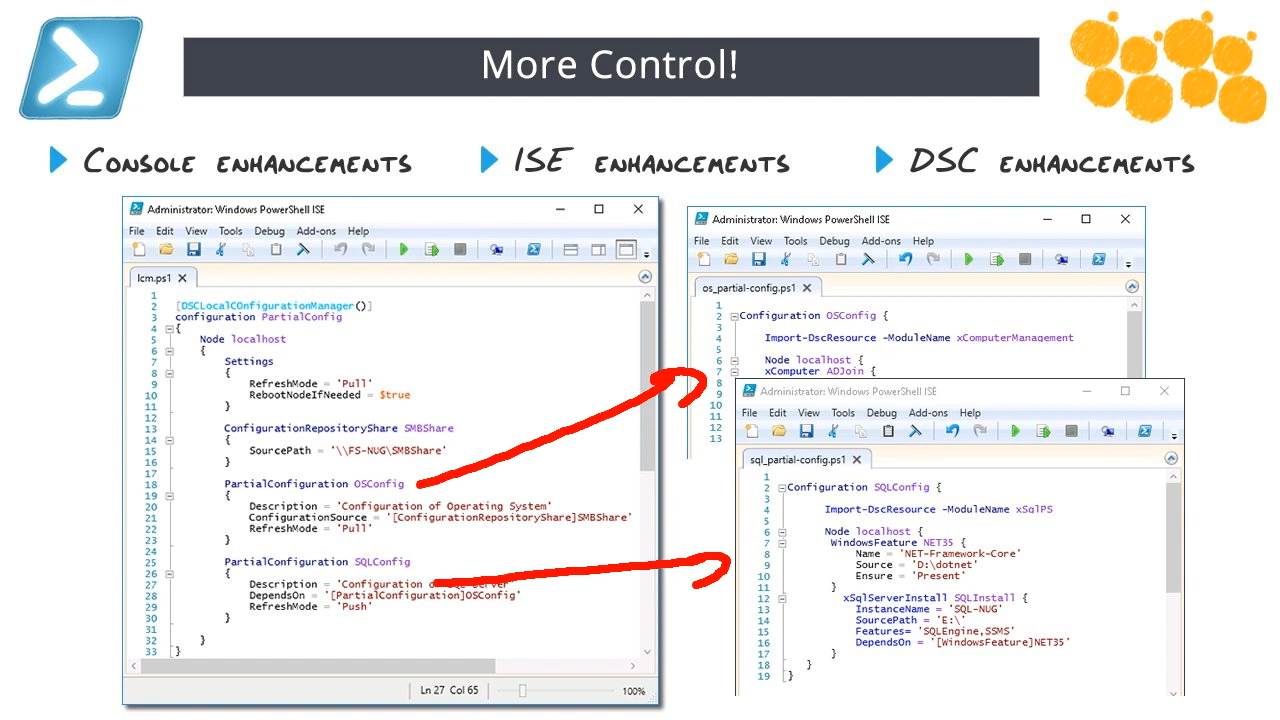 More Control!
Console enhancements
ISE enhancements
DSC enhancements
Administrator: Windows PowerShell ISE
File Edit View Tools Debug Add-ons Help
lcm.ps1
1
2 [DSCLocalCOnfigurationManager()]
3 configuration PartialConfig
4 {
5 Node localhost
6 {
7 Settings
8 {
9 RefreshMode = 'Pull'
10 RebootNodeIfNeeded = $true
11 }
12
13 ConfigurationRepositoryShare SMBShare
14 {
15 SourcePath = '\\FS-NUG\SMBShare'
16 }
17
18 PartialConfiguration OSConfig
19 {
20 Description = 'Configuration of Operating System'
21 ConfigurationSource = '[ConfigurationRepositoryShare]SMBShare'
22 RefreshMode = 'Pull'
23 }
24
25 PartialConfiguration SQLConfig
26 {
27 Description = 'Configuration of SQL Server'
28 DependsOn = '[PartialConfiguration]OSConfig'
29 RefreshMode = 'Push'
30 }
31
32 }
33 }
Ln 27 Col 65 100%
Administrator: Windows PowerShell ISE
File Edit View Tools Debug Add-ons Help
os_partial-config.ps1
1
2 Configuration OSConfig {
3
4 Import-DscResource -ModuleName xComputerManagement
5
6 Node localhost {
7 xComputer ADJoin {
8
9
10
11
12
13
Administrator: Windows PowerShell ISE
File Edit View Tools Debug Add-ons Help
sql_partial-config.ps1
1
2 Configuration SQLConfig {
3
4 Import-DscResource -ModuleName xSqlPS
5
6 Node localhost {
7 WindowsFeature NET35 {
8 Name = 'NET-Framework-Core'
9 Source = 'D:\dotnet'
10 Ensure = 'Present'
11 }
12 xSqlServerInstall SQLInstall {
13 InstanceName = 'SQL-NUG'
14 SourcePath = 'E:\'
15 Features= 'SQLEngine,SSMS'
16 DependsOn = '[WindowsFeature]NET35'
17 }
18 }
19 }